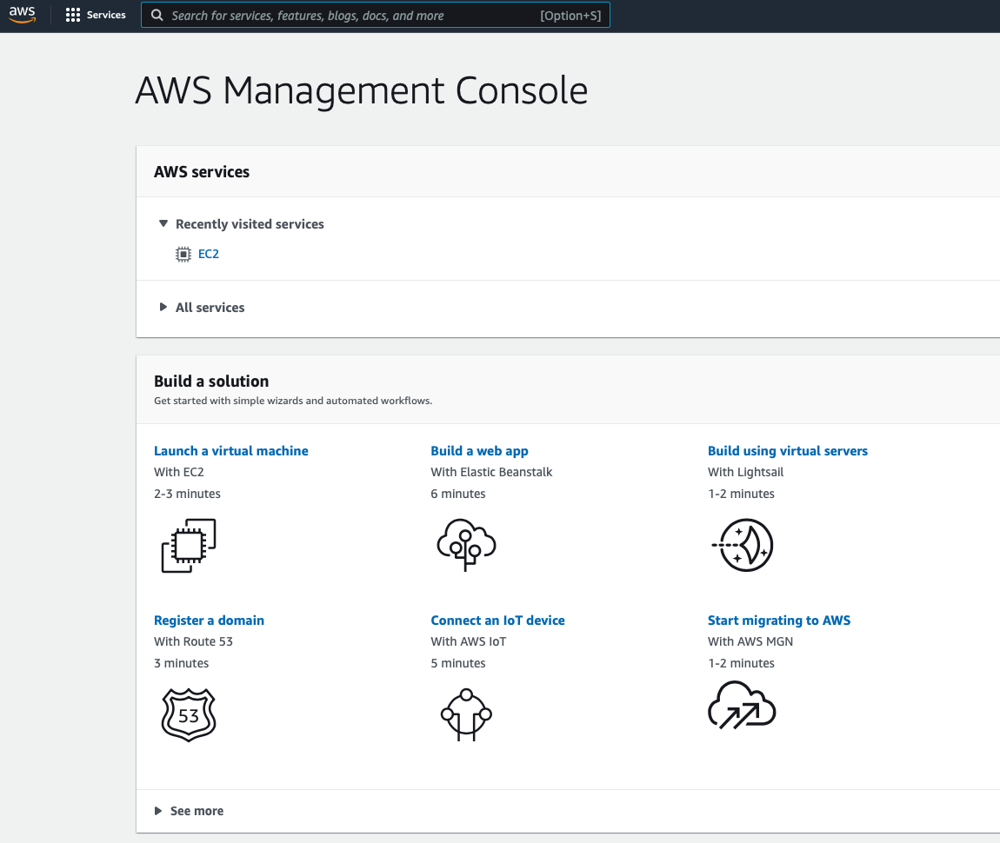 aws Services Search for services, features, blogs, docs, and more [Option+S]
AWS Management Console
AWS services
Recently visited services
EC2
All services
Build a solution
Get started with simple wizards and automated workflows.
Launch a virtual machine
With EC2
2-3 minutes
Build a web app
With Elastic Beanstalk
6 minutes
Build using virtual servers
With Lightsail
1-2 minutes
Register a domain
With Route 53
3 minutes
53
Connect an IoT device
With AWS IoT
5 minutes
Start migrating to AWS
With AWS MGN
1-2 minutes
See more